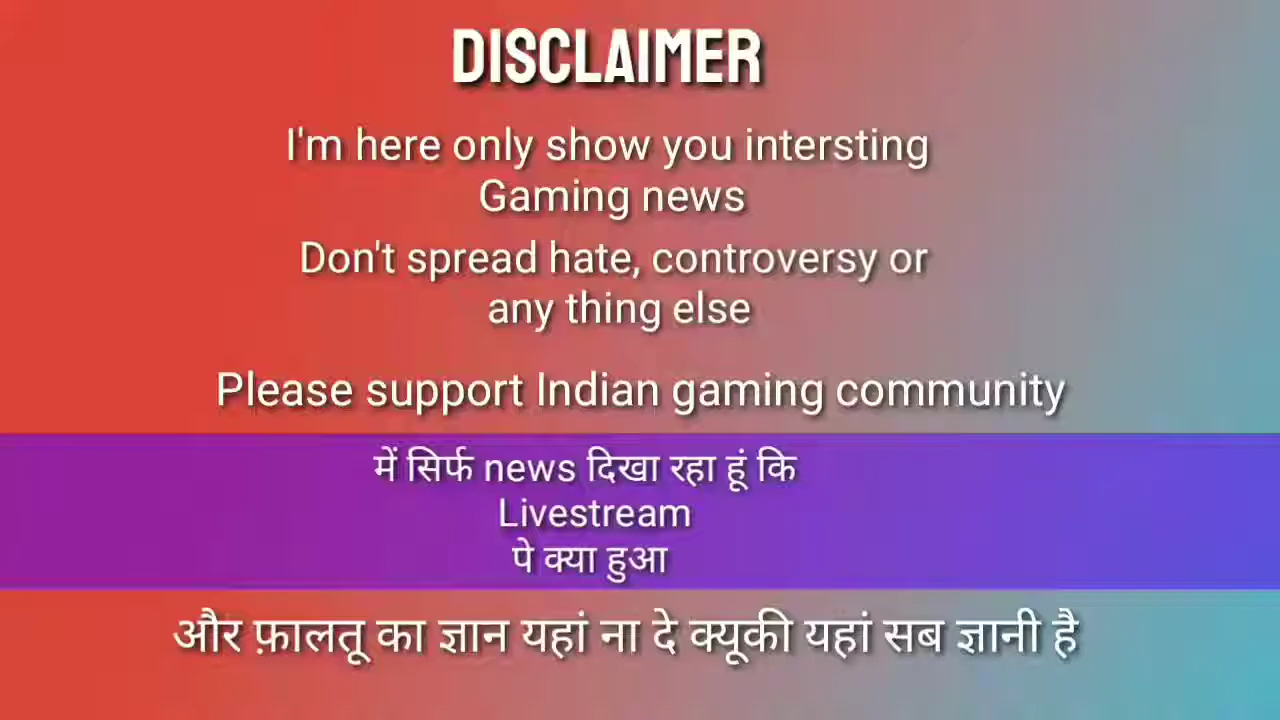 DISCLAIMER
I'm here only show you intersting
Gaming news
Don't spread hate, controversy or
any thing else
Please support Indian gaming community
में सिर्फ news दिखा रहा हूं कि
Livestream
पे क्या हुआ
और फ़ालतू का ज्ञान यहां ना दे क्यूकी यहां सब ज्ञानी है